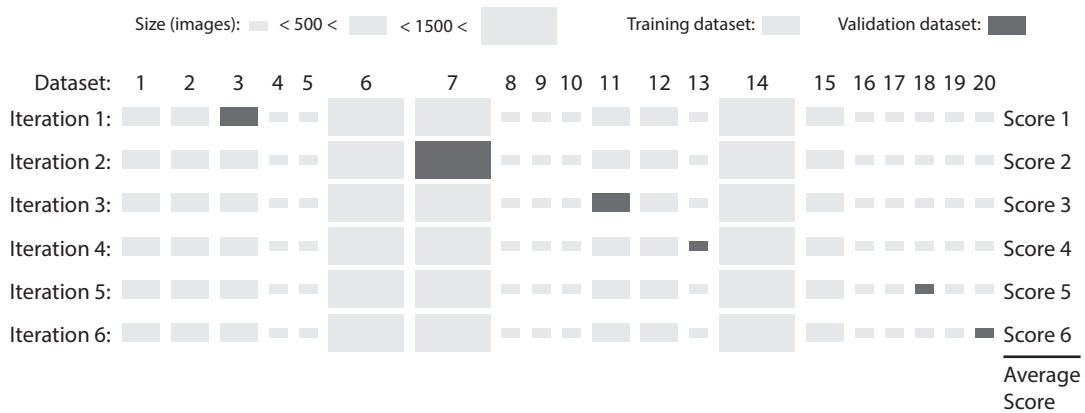 Size (images): < 500 < < 1500 < Training dataset: Validation dataset:
Dataset: 1 2 3 4 5 6 7 8 9 10 11 12 13 14 15 16 17 18 19 20
Iteration 1: Score 1
Iteration 2: Score 2
Iteration 3: Score 3
Iteration 4: Score 4
Iteration 5: Score 5
Iteration 6: Score 6
Average
Score